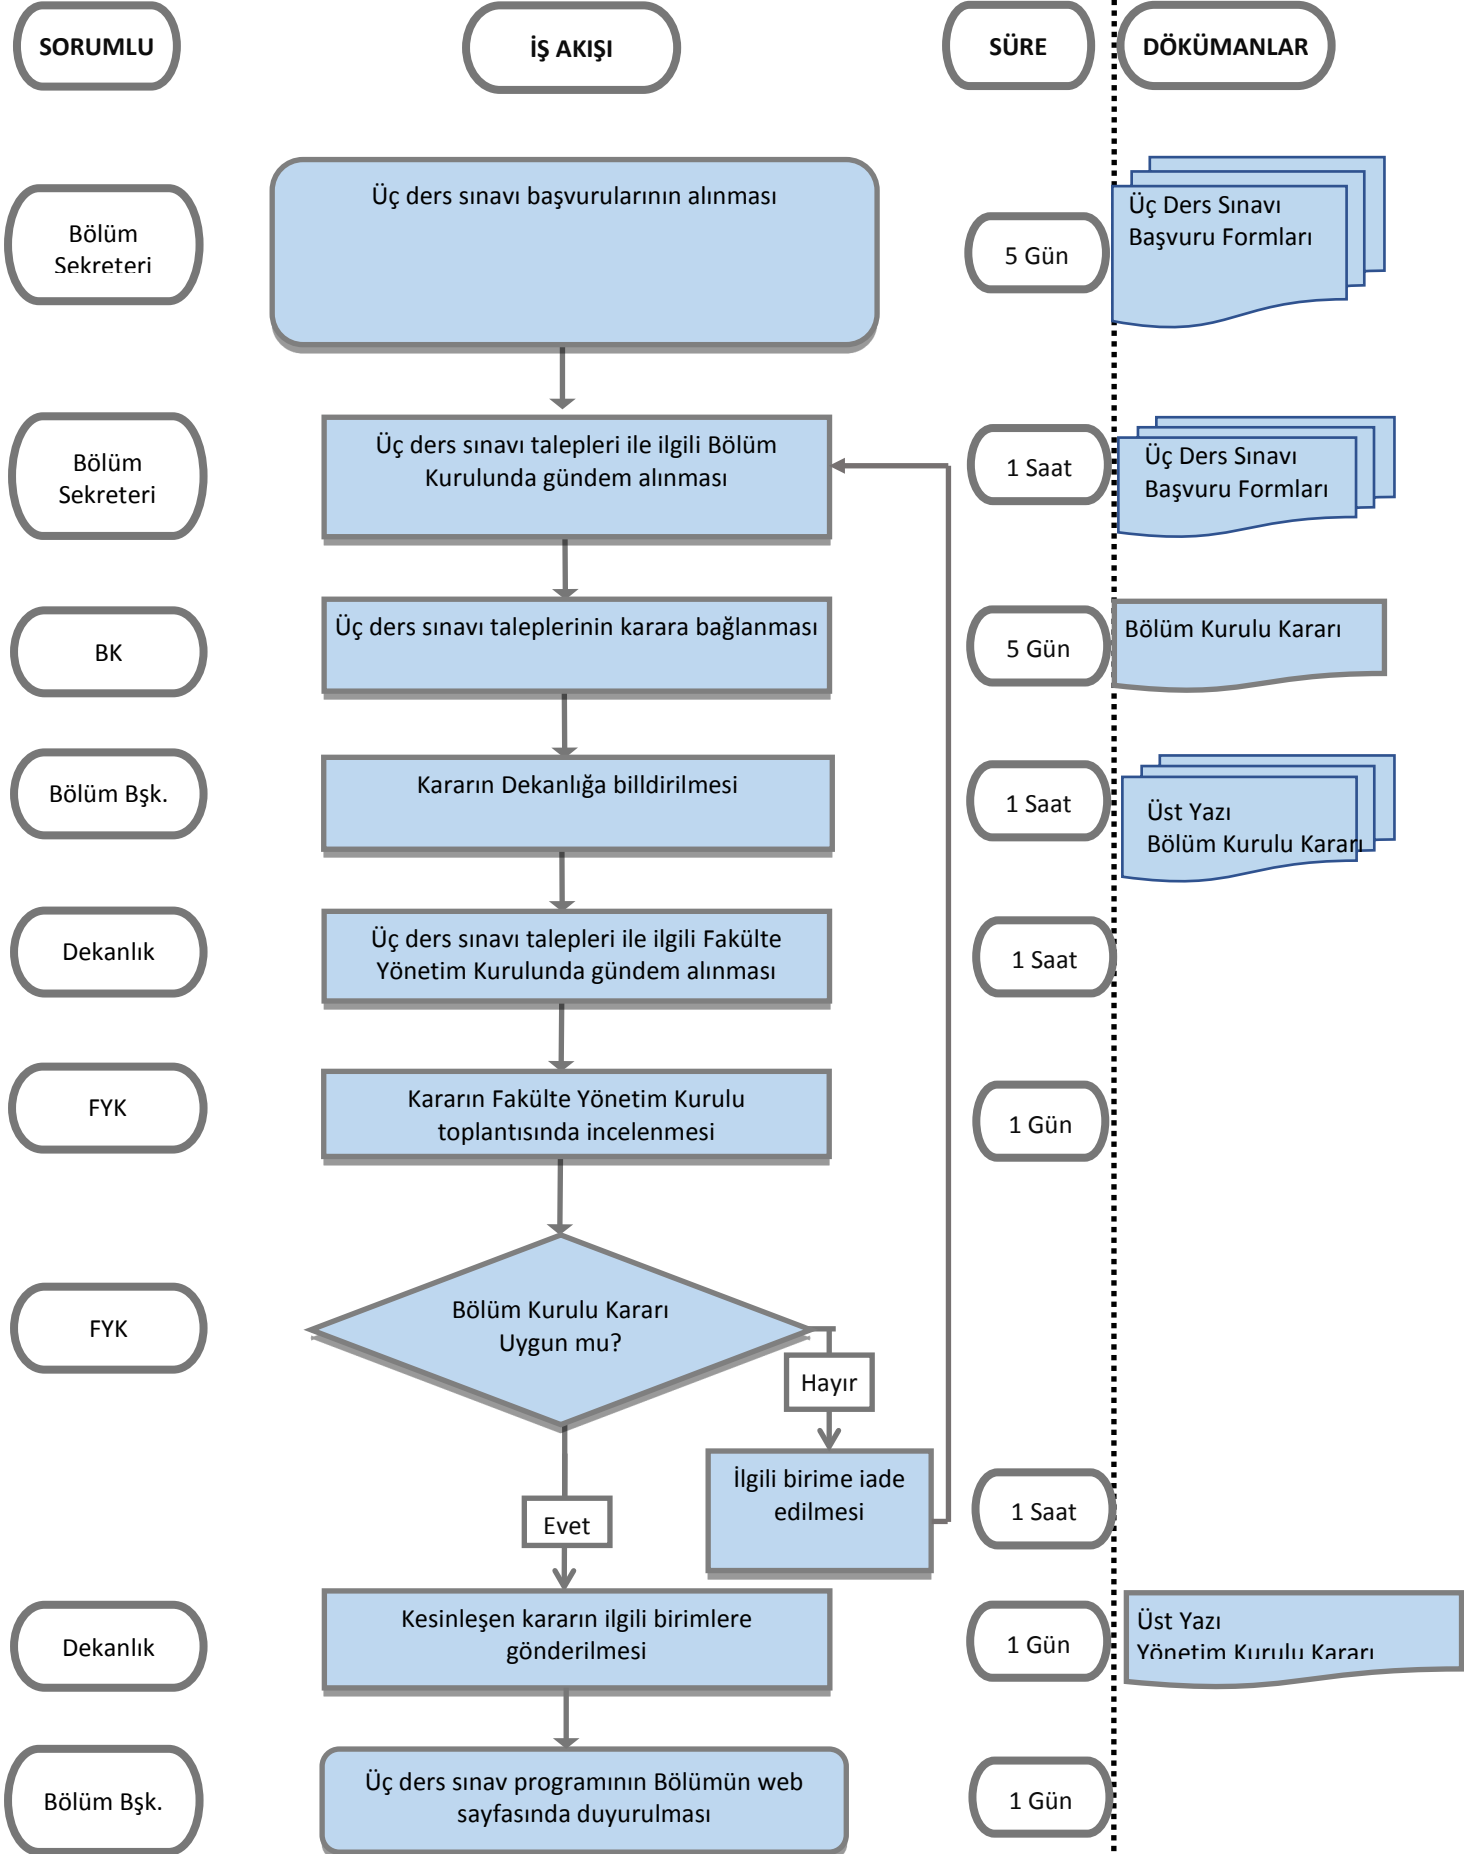 SORUMLU
İŞ AKIŞI
SÜRE
DÖKÜMANLAR
Bölüm
Sekreteri
Üç ders sınavı başvurularının alınması
5 Gün
Üç Ders Sınavı
Başvuru Formları
Bölüm
Sekreteri
Üç ders sınavı talepleri ile ilgili Bölüm
Kurulunda gündem alınması
1 Saat
Üç Ders Sınavı
Başvuru Formları
BK
Üç ders sınavı taleplerinin karara bağlanması
5 Gün
Bölüm Kurulu Kararı
Bölüm Bşk.
Kararın Dekanlığa billdirilmesi
1 Saat
Üst Yazı
Bölüm Kurulu Kararı
Dekanlık
Üç ders sınavı talepleri ile ilgili Fakülte
Yönetim Kurulunda gündem alınması
1 Saat
FYK
Kararın Fakülte Yönetim Kurulu
toplantısında incelenmesi
1 Gün
FYK
Bölüm Kurulu Kararı
Uygun mu?
Hayır
İlgili birime iade
edilmesi
1 Saat
Evet
Dekanlık
Kesinleşen kararın ilgili birimlere
gönderilmesi
1 Gün
Üst Yazı
Yönetim Kurulu Kararı
Bölüm Bşk.
Üç ders sınav programının Bölümün web
sayfasında duyurulması
1 Gün